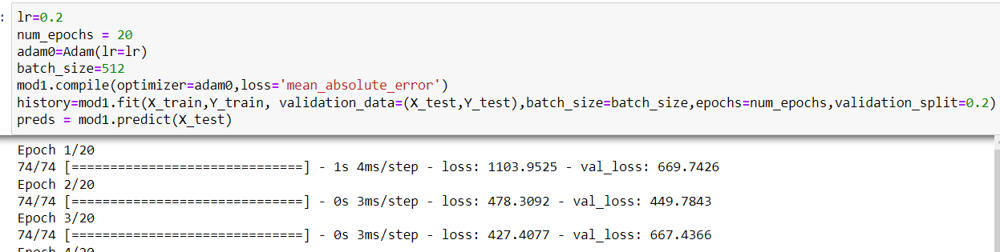 : lr=0.2
num_epochs = 20
adam0=Adam(lr=lr)
batch_size=512
mod1.compile(optimizer=adam0,loss='mean_absolute_error')
history=mod1.fit(X_train,Y_train, validation_data=(X_test,Y_test),batch_size=batch_size,epochs=num_epochs,validation_split=0.2)
preds = mod1.predict(X_test)
Epoch 1/20
74/74 [==============================] - 1s 4ms/step - loss: 1103.9525 - val_loss: 669.7426
Epoch 2/20
74/74 [==============================] - 0s 3ms/step - loss: 478.3092 - val_loss: 449.7843
Epoch 3/20
74/74 [==============================] - 0s 3ms/step - loss: 427.4077 - val_loss: 667.4366
Epoch 4/20